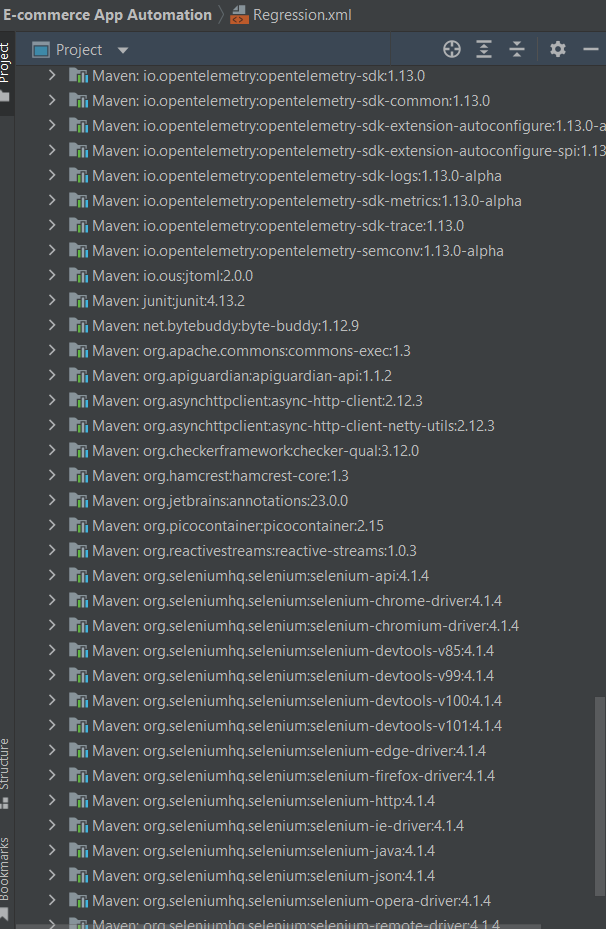 E-commerce App Automation
Regression.xml
Project
Project
Maven: io.opentelemetry:opentelemetry-sdk:1.13.0
Maven: io.opentelemetry:opentelemetry-sdk-common:1.13.0
Maven: io.opentelemetry:opentelemetry-sdk-extension-autoconfigure:1.13.0-a
Maven: io.opentelemetry:opentelemetry-sdk-extension-autoconfigure-spi:1.13
Maven: io.opentelemetry:opentelemetry-sdk-logs:1.13.0-alpha
Maven: io.opentelemetry:opentelemetry-sdk-metrics:1.13.0-alpha
Maven: io.opentelemetry:opentelemetry-sdk-trace:1.13.0
Maven: io.opentelemetry:opentelemetry-semconv:1.13.0-alpha
Maven: io.ous:jtoml:2.0.0
Maven: junit:junit:4.13.2
Maven: net.bytebuddy:byte-buddy:1.12.9
Maven: org.apache.commons:commons-exec:1.3
Maven: org.apiguardian:apiguardian-api:1.1.2
Maven: org.asynchttpclient:async-http-client:2.12.3
Maven: org.asynchttpclient:async-http-client-netty-utils:2.12.3
Maven: org.checkerframework:checker-qual:3.12.0
Maven: org.hamcrest:hamcrest-core:1.3
Maven: org.jetbrains:annotations:23.0.0
Maven: org.picocontainer:picocontainer:2.15
Maven: org.reactivestreams:reactive-streams:1.0.3
Maven: org.seleniumhq.selenium:selenium-api:4.1.4
Maven: org.seleniumhq.selenium:selenium-chrome-driver:4.1.4
Maven: org.seleniumhq.selenium:selenium-chromium-driver:4.1.4
Maven: org.seleniumhq.selenium:selenium-devtools-v85:4.1.4
Maven: org.seleniumhq.selenium:selenium-devtools-v99:4.1.4
Maven: org.seleniumhq.selenium:selenium-devtools-v100:4.1.4
Maven: org.seleniumhq.selenium:selenium-devtools-v101:4.1.4
Maven: org.seleniumhq.selenium:selenium-edge-driver:4.1.4
Maven: org.seleniumhq.selenium:selenium-firefox-driver:4.1.4
Maven: org.seleniumhq.selenium:selenium-http:4.1.4
Maven: org.seleniumhq.selenium:selenium-ie-driver:4.1.4
Maven: org.seleniumhq.selenium:selenium-java:4.1.4
Maven: org.seleniumhq.selenium:selenium-json:4.1.4
Maven: org.seleniumhq.selenium:selenium-opera-driver:4.1.4
Maven: org.seleniumhq.selenium:selenium-remote-driver:4.1.4
Structure
Bookmarks